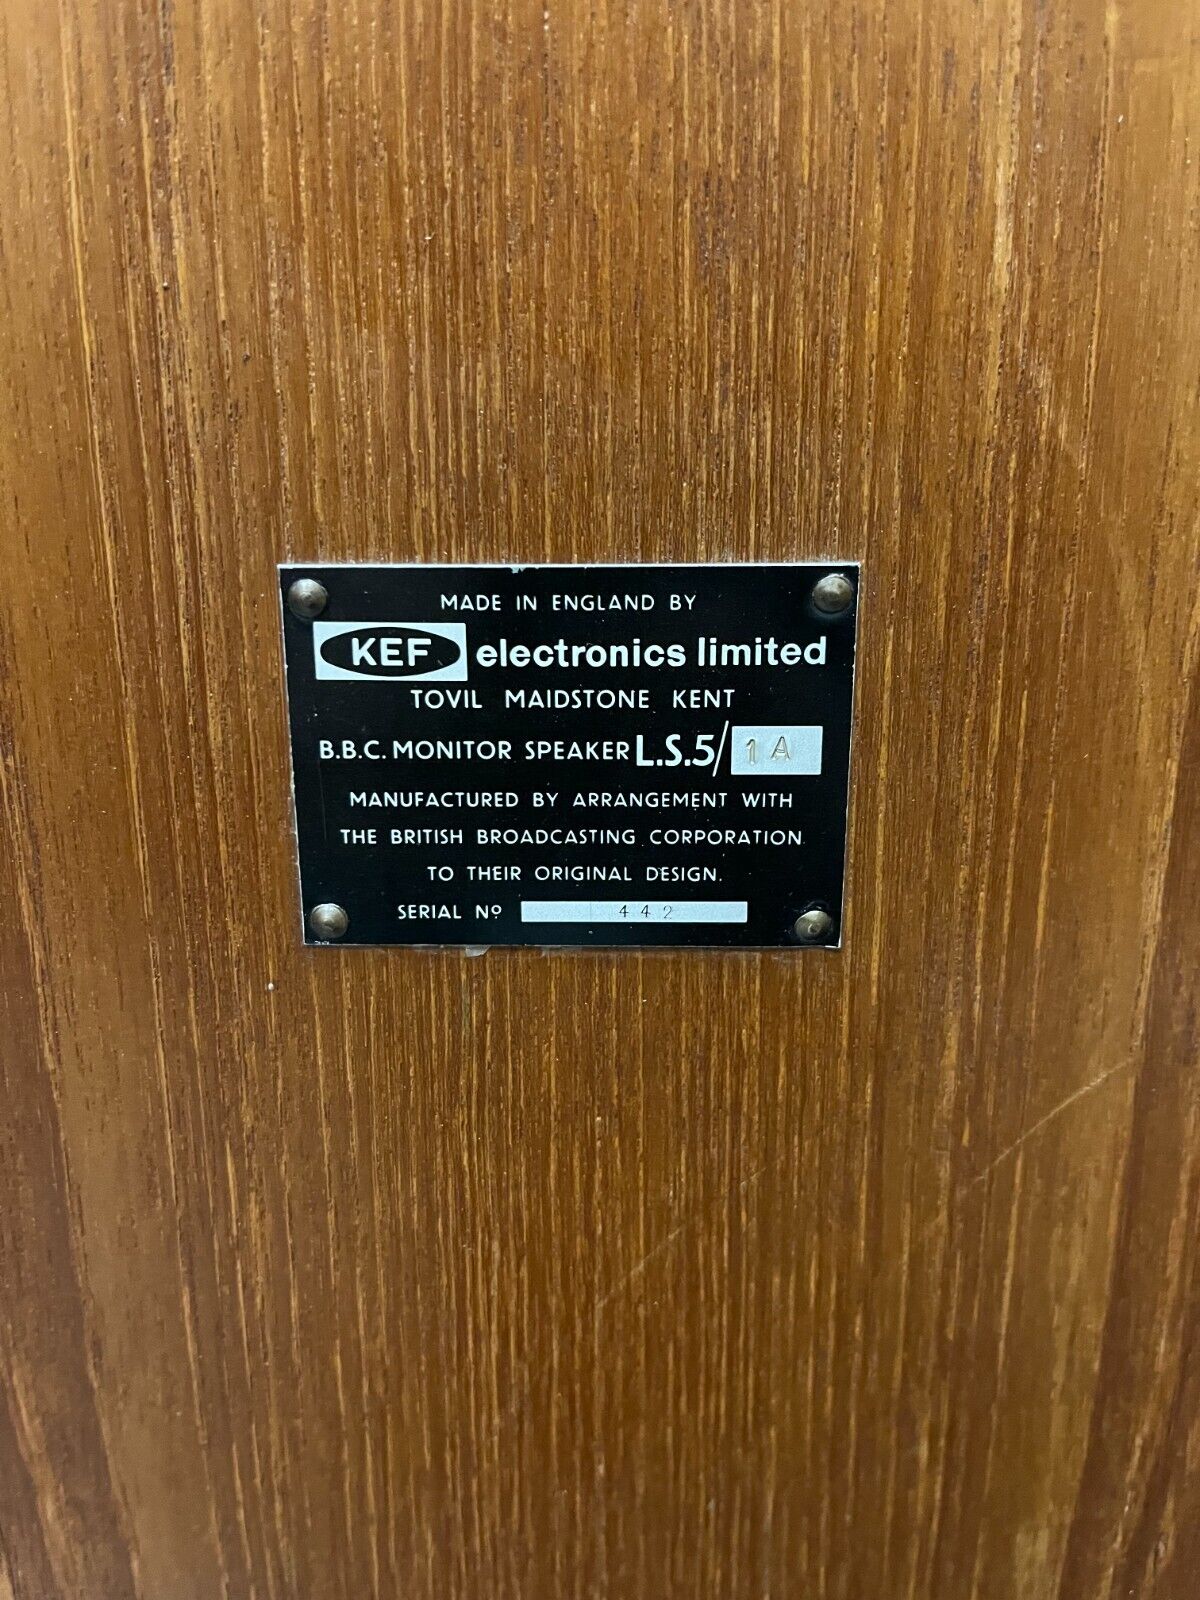 MADE IN ENGLAND BY
KEF electronics limited
TOVIL MAIDSTONE KENT
B.B.C. MONITOR SPEAKER L.S.5/1A
MANUFACTURED BY ARRANGEMENT WITH
THE BRITISH BROADCASTING CORPORATION
TO THEIR ORIGINAL DESIGN.
SERIAL Nº 442